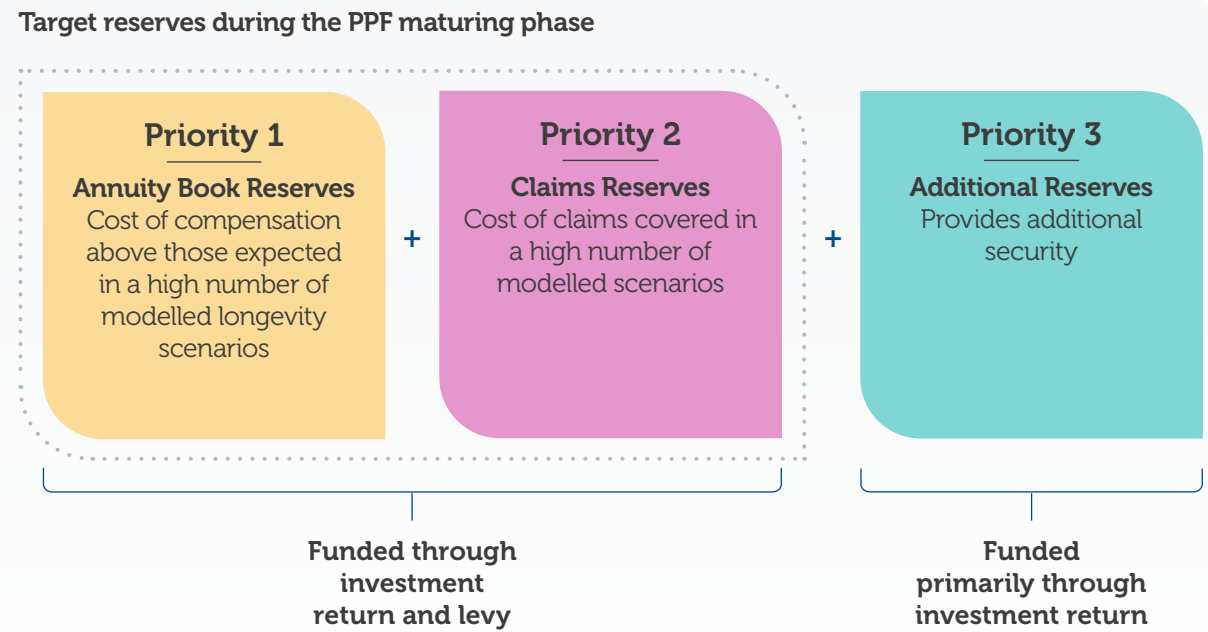 Target reserves during the PPF maturing phase
Priority 1
Annuity Book Reserves
Cost of compensation
above those expected
in a high number of
modelled longevity
scenarios
+
Priority 2
Claims Reserves
Cost of claims covered in
a high number of
modelled scenarios
+
Priority 3
Additional Reserves
Provides additional
security
Funded through
investment
return and levy
Funded
primarily through
investment return